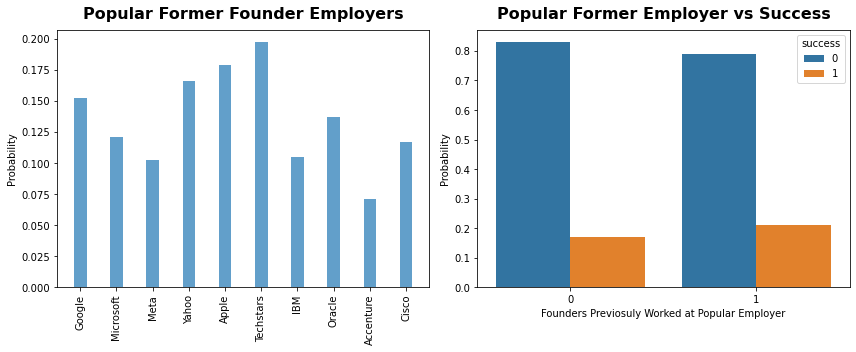 Popular Former Founder Employers
Probability
0.200
0.175
0.150
0.125
0.100
0.075
0.050
0.025
0.000
Google
Microsoft
Meta
Yahoo
Apple
Techstars
IBM
Oracle
Accenture
Cisco
Popular Former Employer vs Success
Probability
0.8
0.7
0.6
0.5
0.4
0.3
0.2
0.1
0.0
success
0
1
0
1
Founders Previosuly Worked at Popular Employer